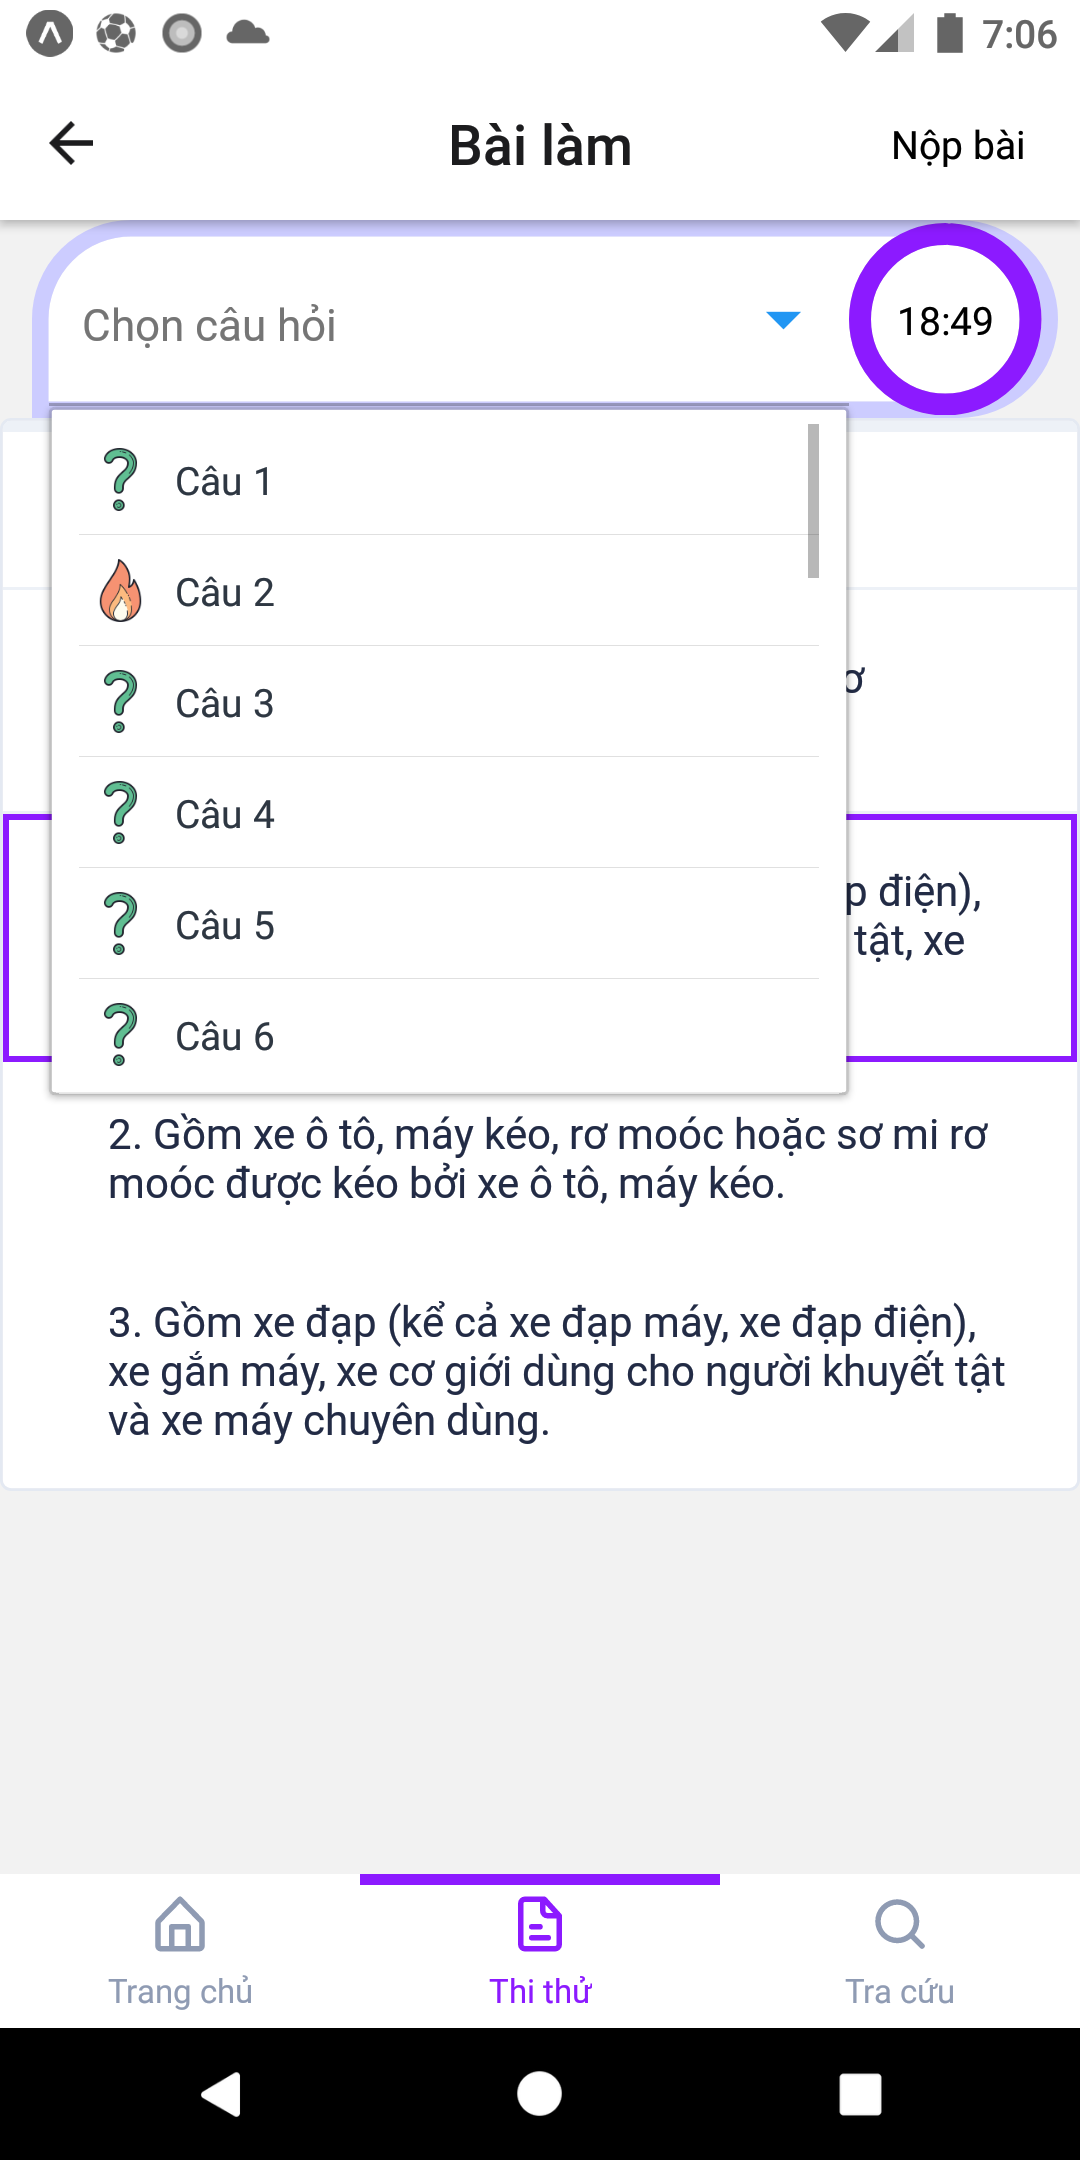 7:06
Bài làm
Nộp bài
Chọn câu hỏi
18:49
Câu 1
Câu 2
Câu 3
ơ
Câu 4
p điện),
Câu 5
tật, xe
Câu 6
2. Gồm xe ô tô, máy kéo, rơ moóc hoặc sơ mi rơ
moóc được kéo bởi xe ô tô, máy kéo.
3. Gồm xe đạp (kể cả xe đạp máy, xe đạp điện),
xe gắn máy, xe cơ giới dùng cho người khuyết tật
và xe máy chuyên dùng.
Trang chủ
Thi thử
Tra cứu